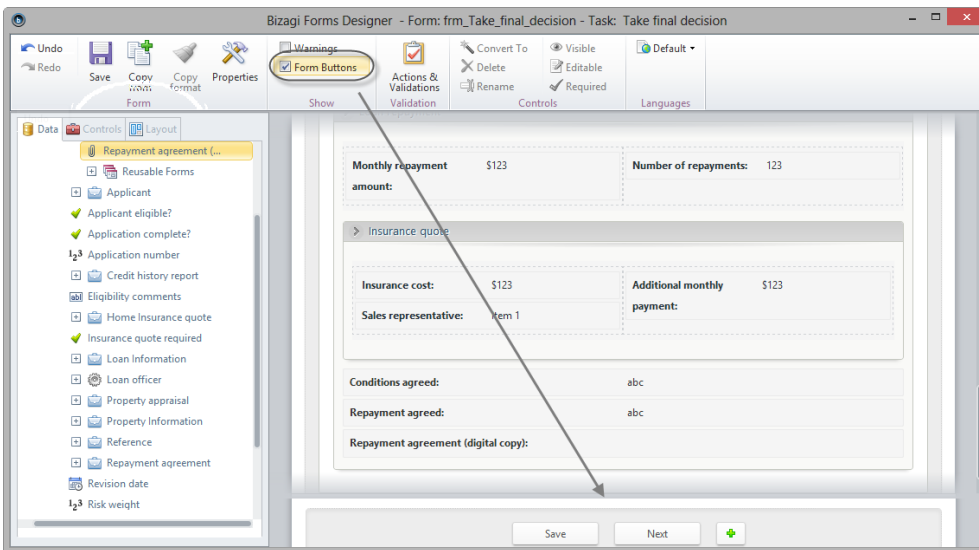 Bizagi Forms Designer - Form: frm_Take_final_decision - Task: Take final decision
Undo
Redo
Save
Copy
Copy format
Properties
Form
Warnings
Form Buttons
Show
Actions & Validations
Validation
Convert To
Delete
Rename
Visible
Editable
Required
Controls
Default
Languages
Data
Controls
Layout
Repayment agreement (...
Reusable Forms
Applicant
Applicant eligible?
Application complete?
Application number
Credit history report
Eligibility comments
Home Insurance quote
Insurance quote required
Loan Information
Loan officer
Property appraisal
Property Information
Reference
Repayment agreement
Revision date
Risk weight
Monthly repayment amount: $123
Number of repayments: 123
Insurance quote
Insurance cost: $123
Additional monthly payment: $123
Sales representative: Item 1
Conditions agreed: abc
Repayment agreed: abc
Repayment agreement (digital copy):
Save
Next